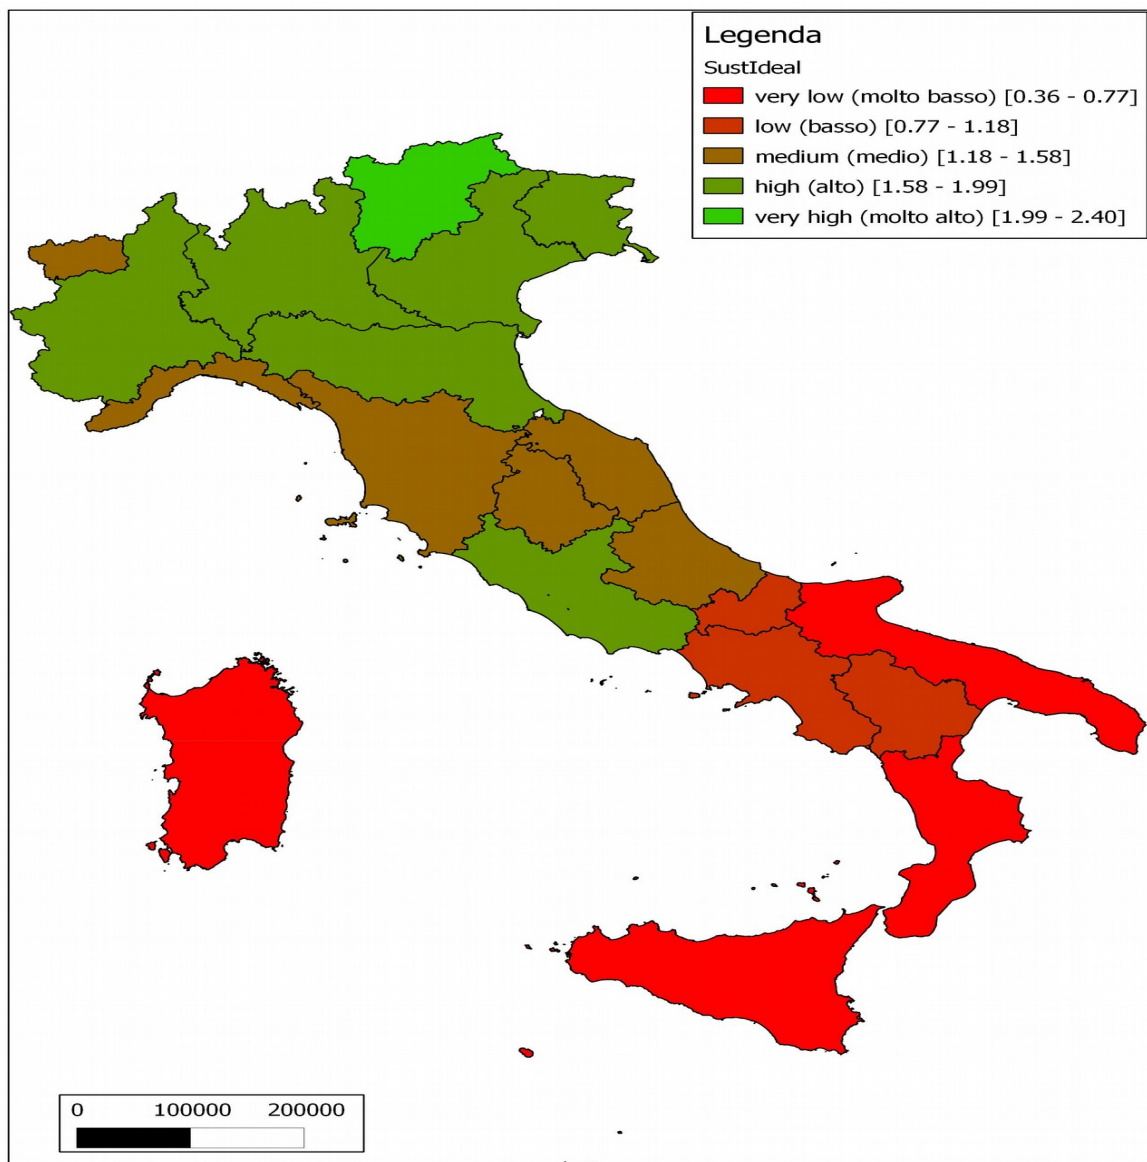 Legenda
SustIdeal
very low (molto basso) [0.36 - 0.77]
low (basso) [0.77 - 1.18]
medium (medio) [1.18 - 1.58]
high (alto) [1.58 - 1.99]
very high (molto alto) [1.99 - 2.40]
0 100000 200000